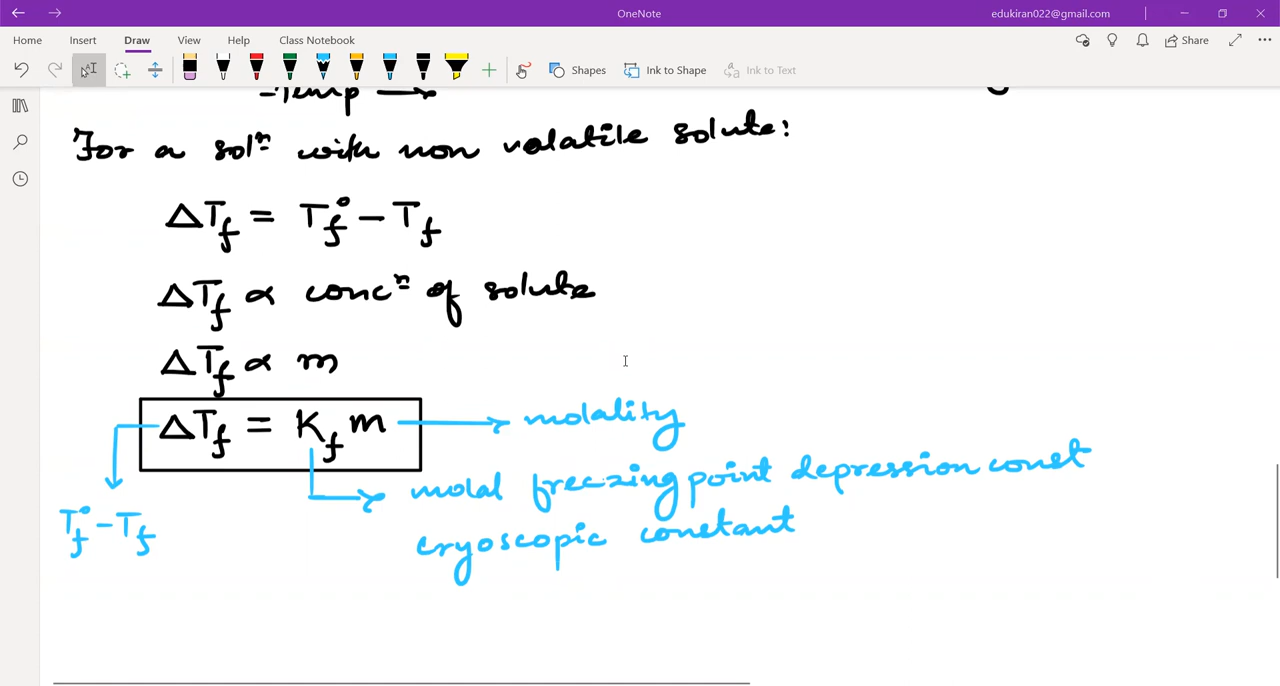 OneNote
edukiran022@gmail.com
Home Insert Draw View Help Class Notebook
Share
Shapes Ink to Shape Ink to Text
Temp →
For a solⁿ with non volatile solute:
ΔTf = Tf° – Tf
ΔTf ∝ concⁿ of solute
ΔTf ∝ m
ΔTf = Kf m → molality
molal freezing point depression const
Tf° – Tf
cryoscopic constant